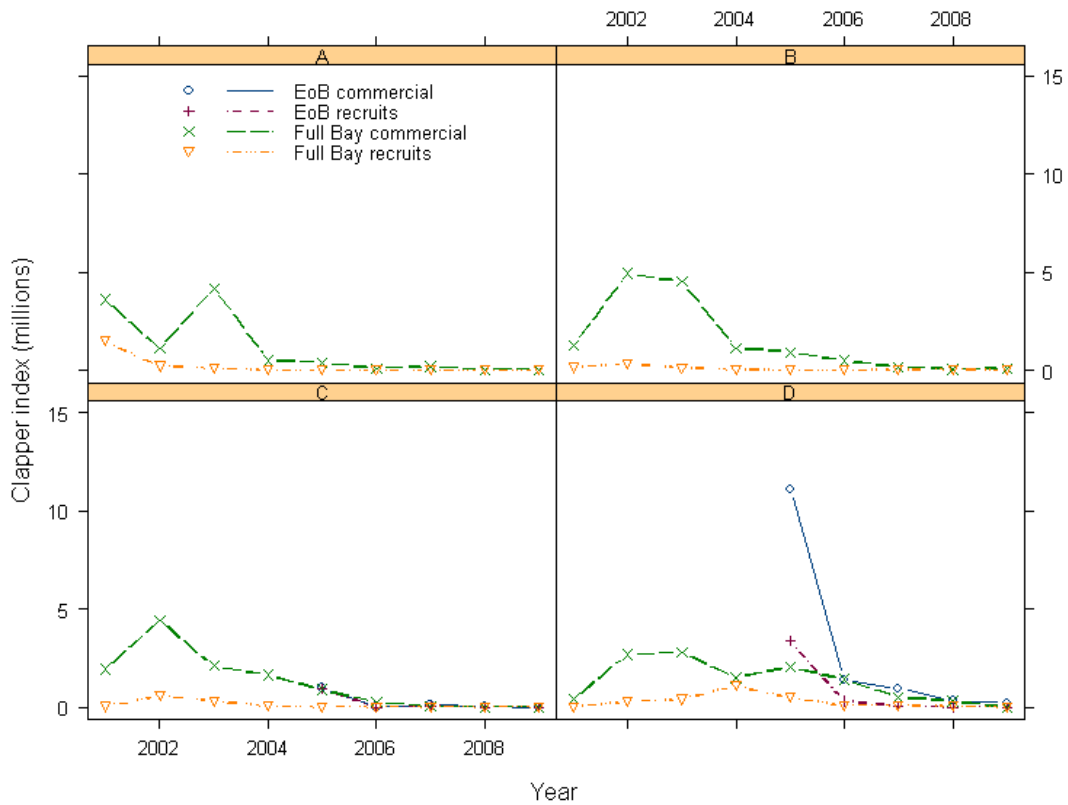 2002 2004 2006 2008
A B
EoB commercial
EoB recruits
Full Bay commercial
Full Bay recruits
15
10
5
0
Clapper index (millions)
C D
15
10
5
0
2002 2004 2006 2008
Year